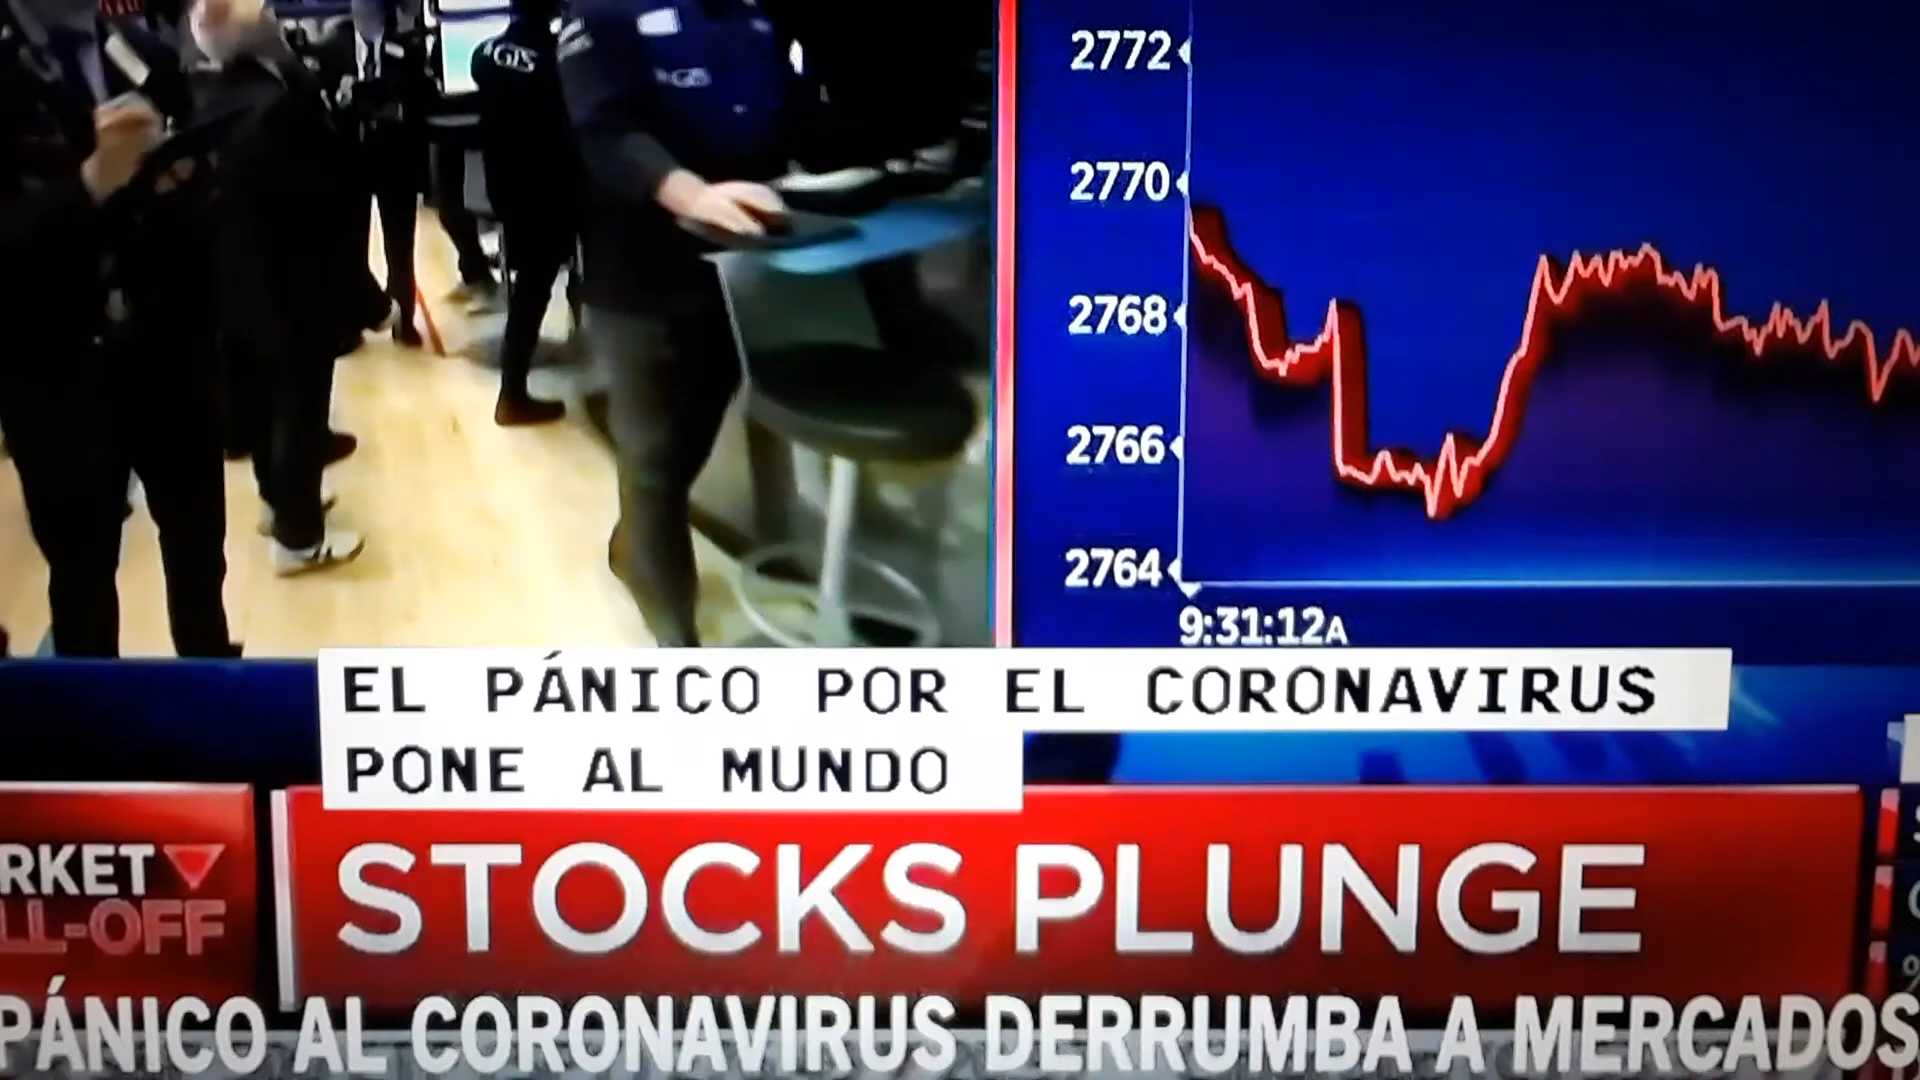 GTS
2772
2770
2768
2766
2764
9:31:12A
EL PÁNICO POR EL CORONAVIRUS
PONE AL MUNDO
RKET
LL-OFF
STOCKS PLUNGE
PÁNICO AL CORONAVIRUS DERRUMBA A MERCADOS